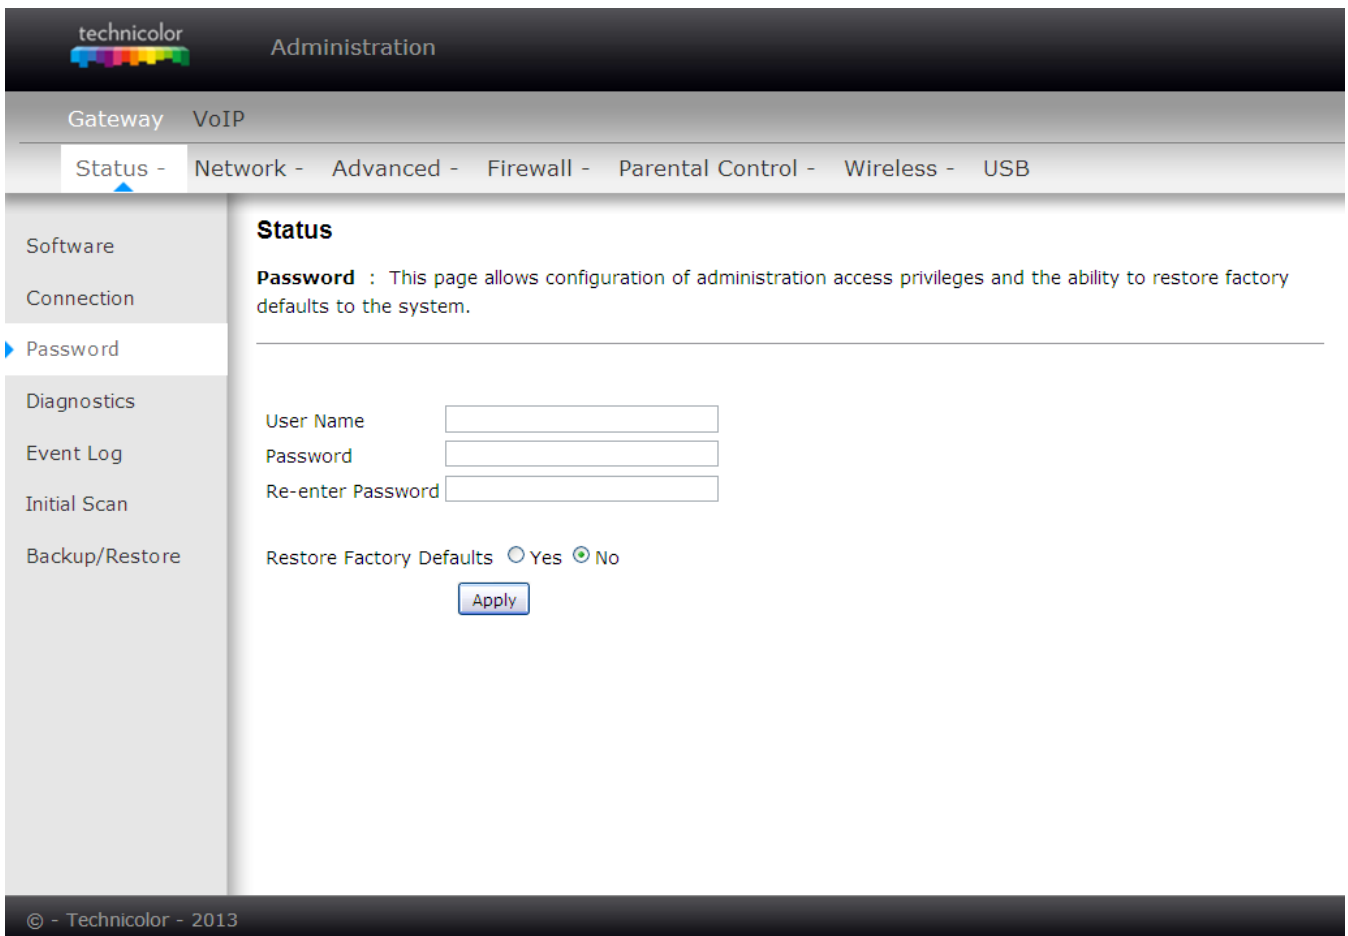 technicolor
Administration
Gateway VoIP
Status - Network - Advanced - Firewall - Parental Control - Wireless - USB
Software
Connection
Password
Diagnostics
Event Log
Initial Scan
Backup/Restore
Status
Password : This page allows configuration of administration access privileges and the ability to restore factory
defaults to the system.
User Name
Password
Re-enter Password
Restore Factory Defaults Yes No
Apply
© - Technicolor - 2013